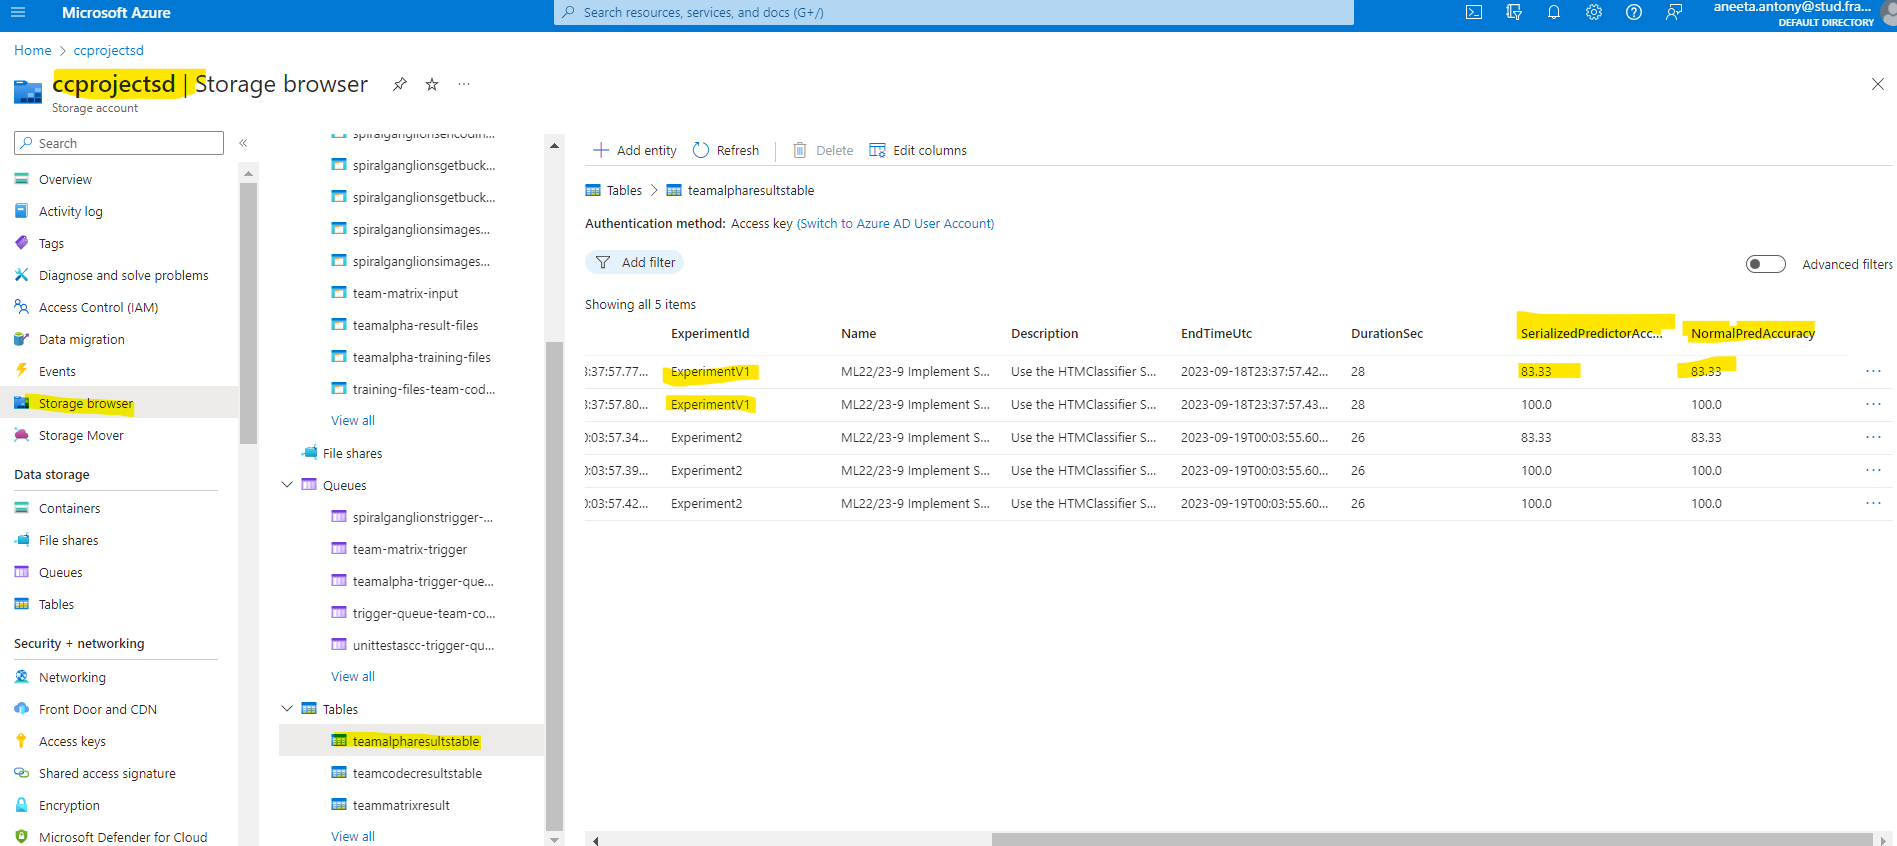 Microsoft Azure
Search resources, services, and docs (G+/)
aneeta.antony@stud.fra...
DEFAULT DIRECTORY
Home > ccprojectsd
ccprojectsd | Storage browser
Storage account
Search
Overview
Activity log
Tags
Diagnose and solve problems
Access Control (IAM)
Data migration
Events
Storage browser
Storage Mover
Data storage
Containers
File shares
Queues
Tables
Security + networking
Networking
Front Door and CDN
Access keys
Shared access signature
Encryption
Microsoft Defender for Cloud
spiralganglionsencodin...
spiralganglionsgetbuck...
spiralganglionsgetbuck...
spiralganglionsimages...
spiralganglionsimages...
team-matrix-input
teamalpha-result-files
teamalpha-training-files
training-files-team-cod...
View all
File shares
Queues
spiralganglionstrigger-...
team-matrix-trigger
teamalpha-trigger-que...
trigger-queue-team-co...
unittestascc-trigger-qu...
View all
Tables
teamalpharesultstable
teamcodecresultstable
teammatrixresult
View all
Add entity Refresh Delete Edit columns
Tables > teamalpharesultstable
Authentication method: Access key (Switch to Azure AD User Account)
Add filter
Advanced filters
Showing all 5 items
ExperimentId Name Description EndTimeUtc DurationSec SerializedPredictorAcc... NormalPredAccuracy
3:37:57.77... ExperimentV1 ML22/23-9 Implement S... Use the HTMClassifier S... 2023-09-18T23:37:57.42... 28 83.33 83.33
3:37:57.80... ExperimentV1 ML22/23-9 Implement S... Use the HTMClassifier S... 2023-09-18T23:37:57.43... 28 100.0 100.0
0:03:57.34... Experiment2 ML22/23-9 Implement S... Use the HTMClassifier S... 2023-09-19T00:03:55.60... 26 83.33 83.33
0:03:57.39... Experiment2 ML22/23-9 Implement S... Use the HTMClassifier S... 2023-09-19T00:03:55.60... 26 100.0 100.0
0:03:57.42... Experiment2 ML22/23-9 Implement S... Use the HTMClassifier S... 2023-09-19T00:03:55.60... 26 100.0 100.0